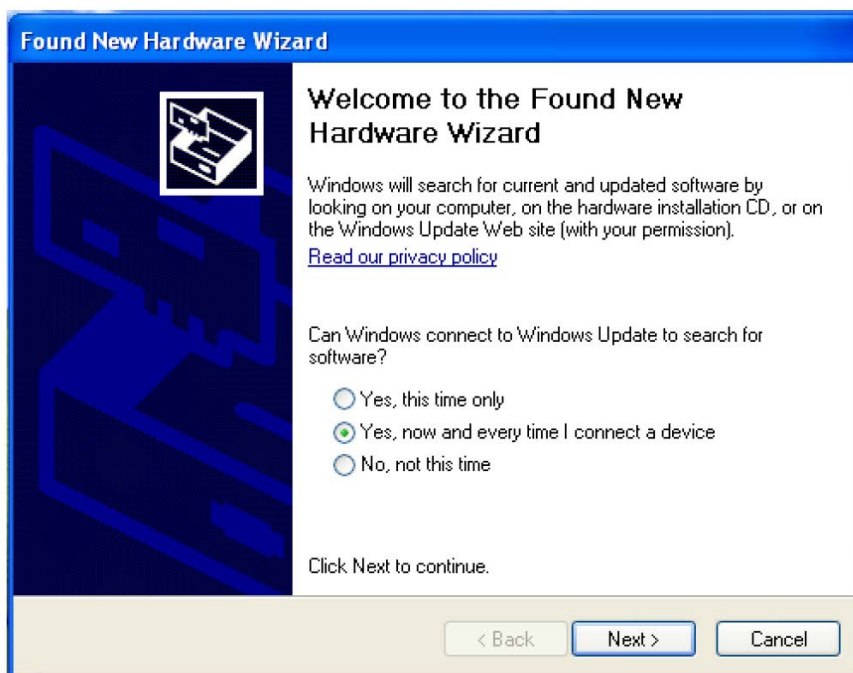 Found New Hardware Wizard
Welcome to the Found New
Hardware Wizard
Windows will search for current and updated software by
looking on your computer, on the hardware installation CD, or on
the Windows Update Web site (with your permission).
Read our privacy policy
Can Windows connect to Windows Update to search for
software?
Yes, this time only
Yes, now and every time I connect a device
No, not this time
Click Next to continue.
< Back
Next >
Cancel